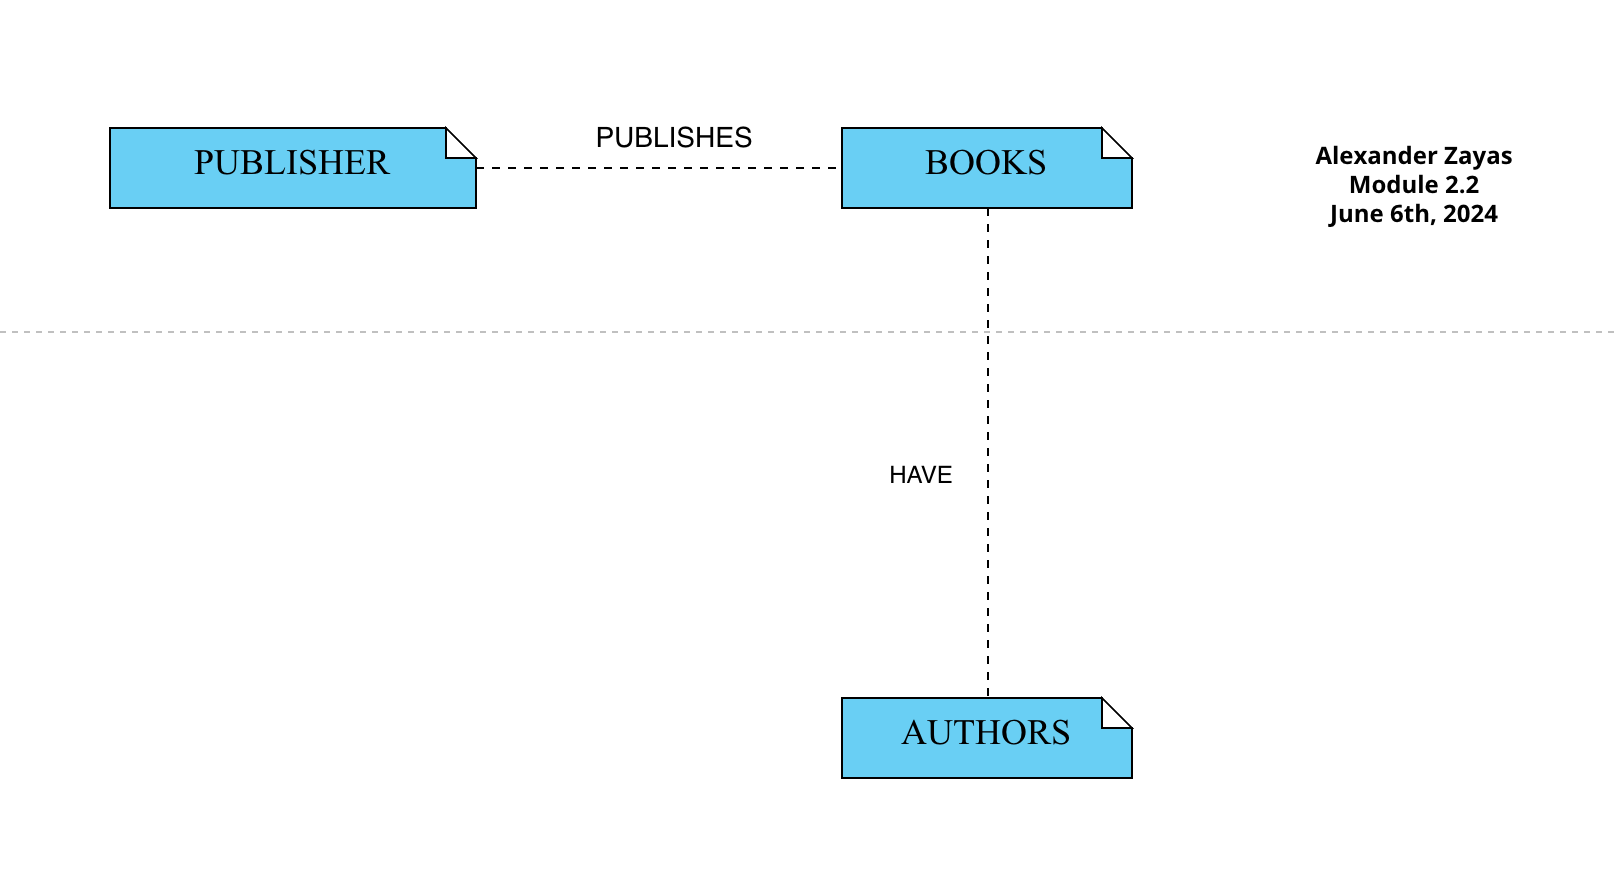 PUBLISHER
PUBLISHES
BOOKS
Alexander Zayas
Module 2.2
June 6th, 2024
HAVE
AUTHORS